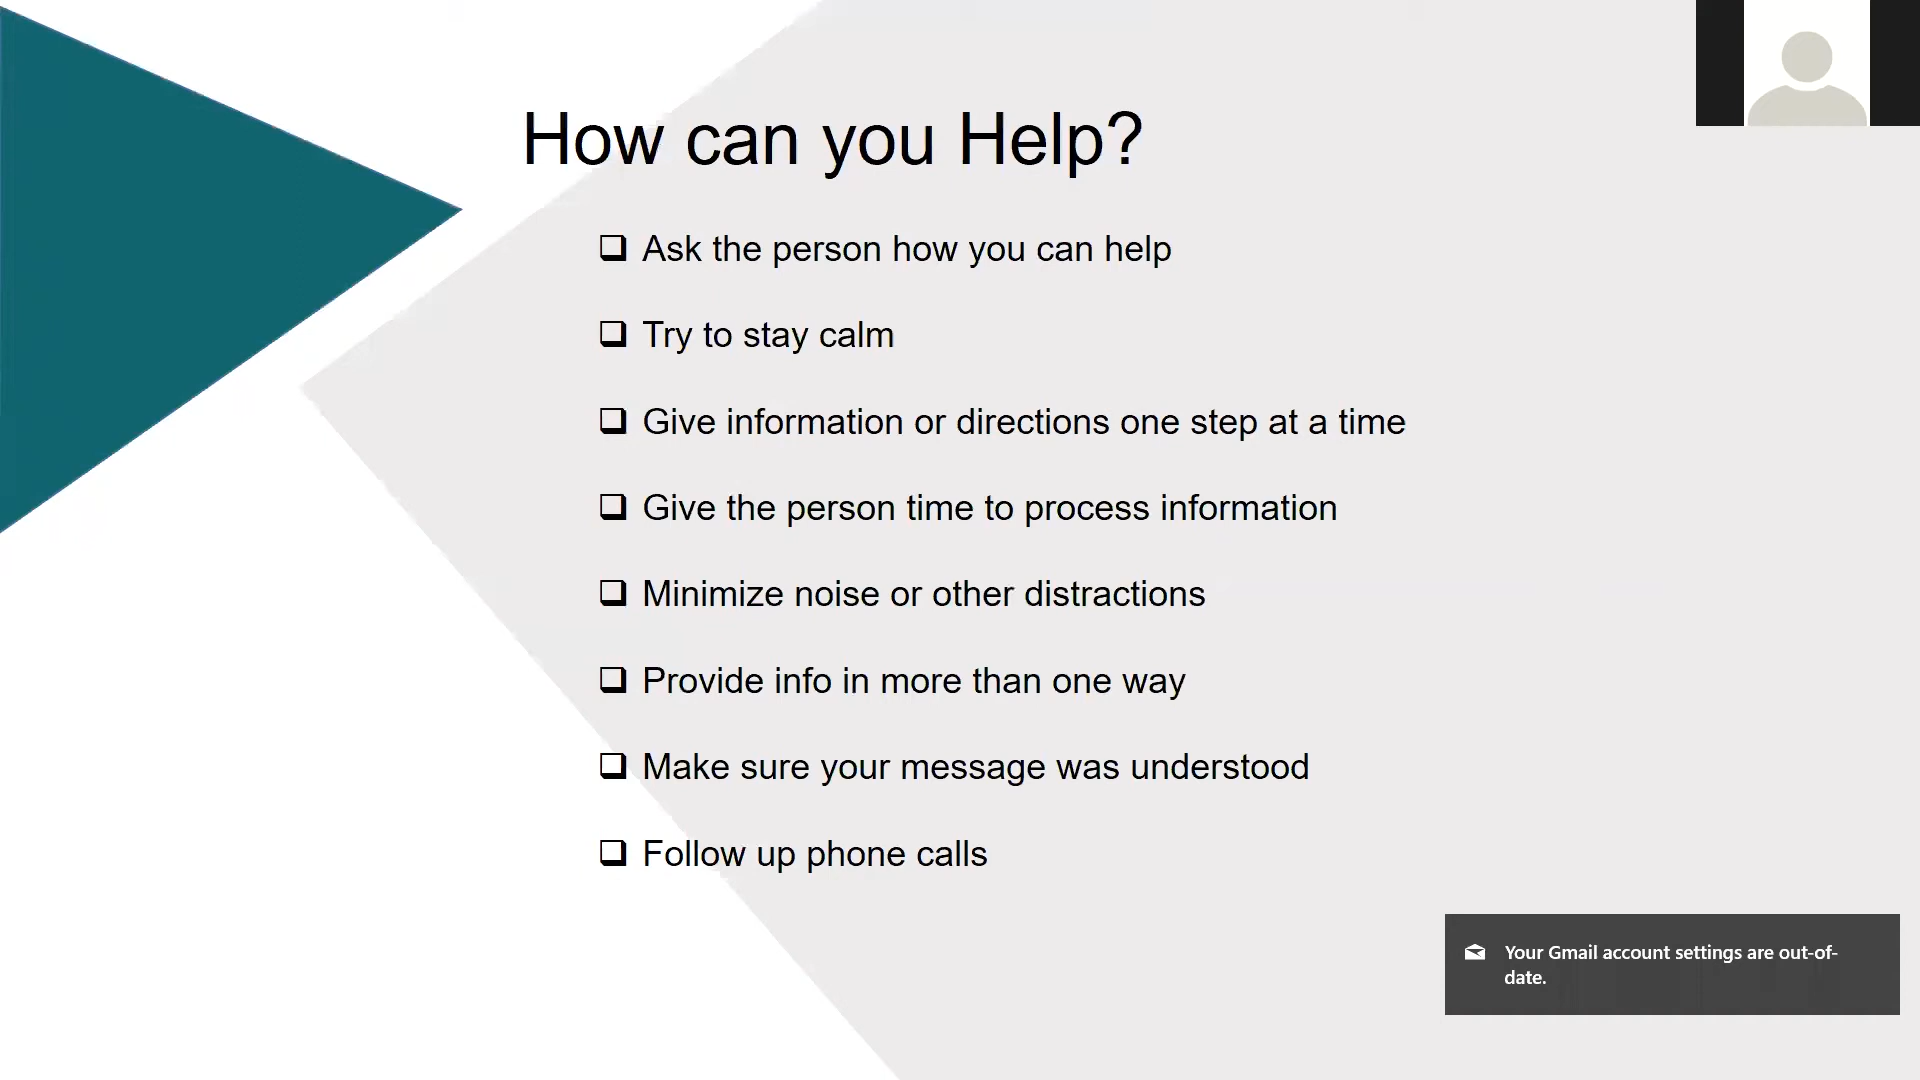 How can you Help?
Ask the person how you can help
Try to stay calm
Give information or directions one step at a time
Give the person time to process information
Minimize noise or other distractions
Provide info in more than one way
Make sure your message was understood
Follow up phone calls
Your Gmail account settings are out-of-
date.